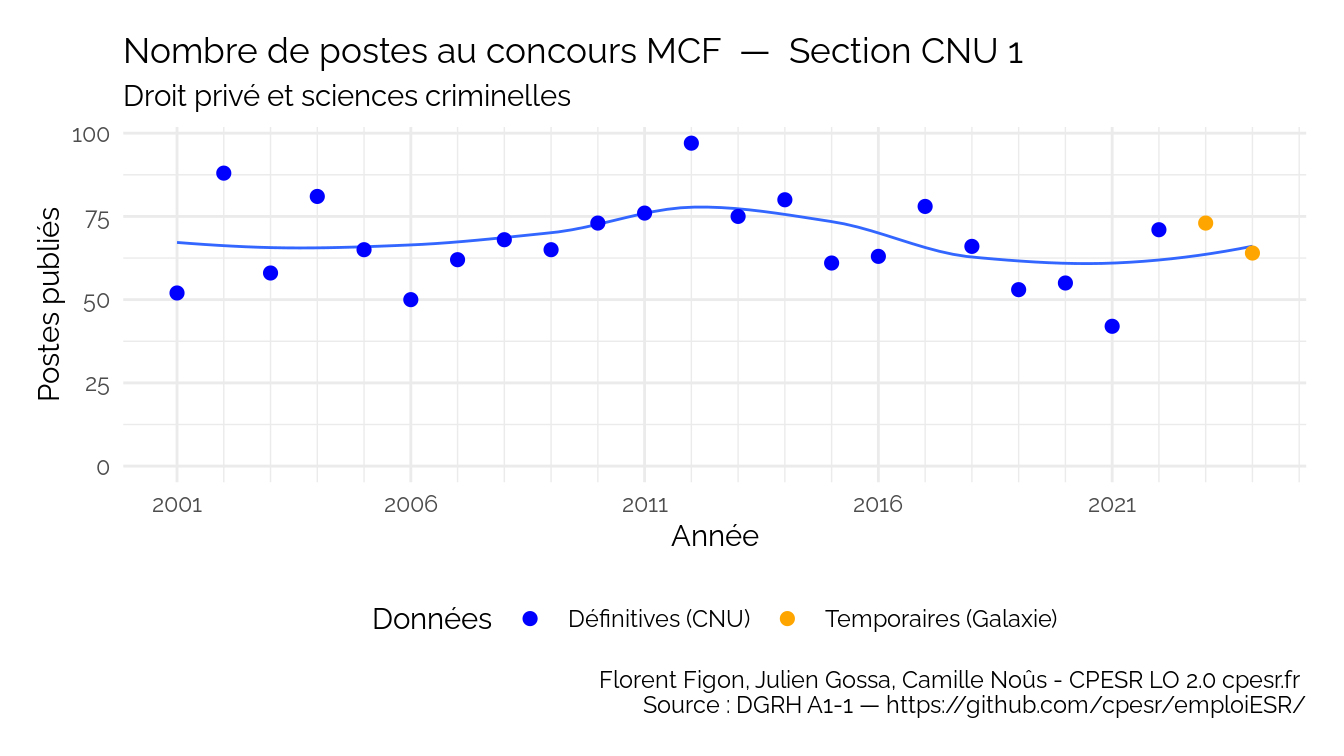 Nombre de postes au concours MCF — Section CNU 1
Droit privé et sciences criminelles
100
75
50
25
0
Postes publiés
2001 2006 2011 2016 2021
Année
Données Définitives (CNU) Temporaires (Galaxie)
Florent Figon, Julien Gossa, Camille Noûs - CPESR LO 2.0 cpesr.fr
Source : DGRH A1-1 — https://github.com/cpesr/emploiESR/